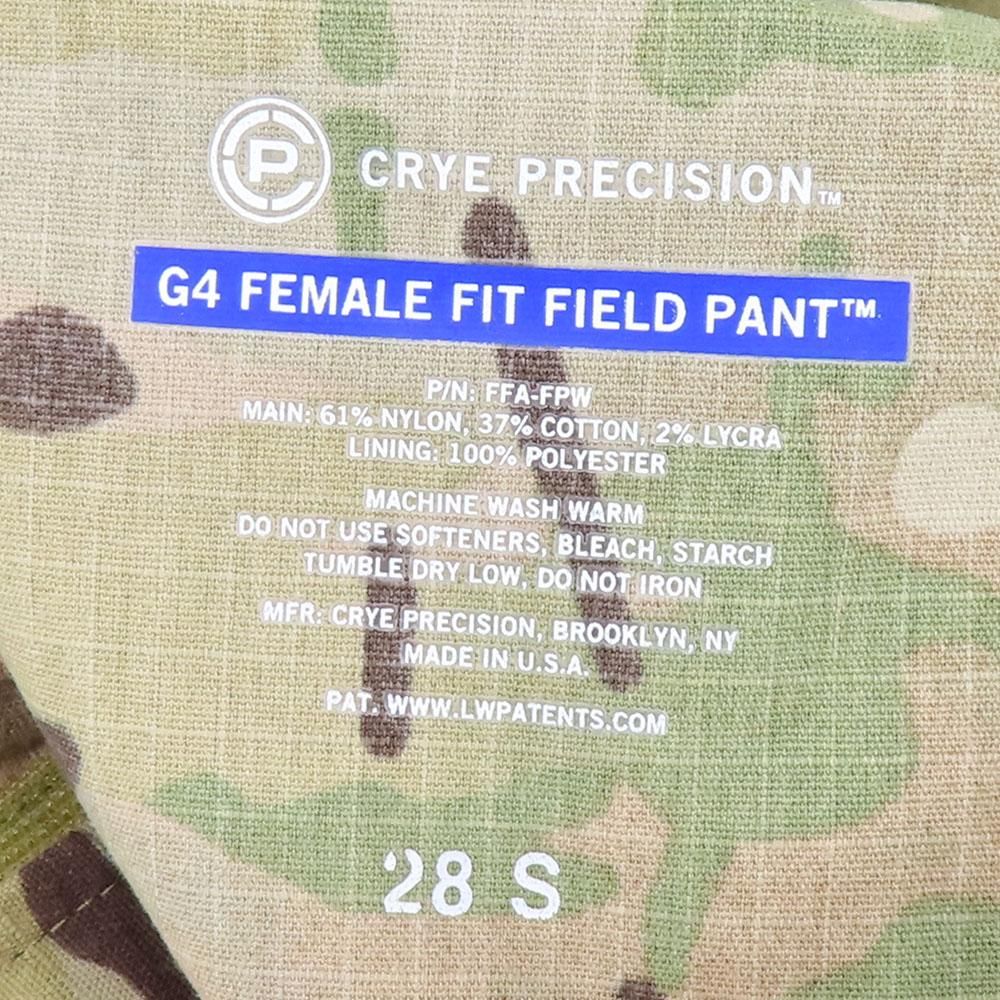 CP CRYE PRECISION™
G4 FEMALE FIT FIELD PANT™
P/N: FFA-FPW
MAIN: 61% NYLON, 37% COTTON, 2% LYCRA
LINING: 100% POLYESTER
MACHINE WASH WARM
DO NOT USE SOFTENERS, BLEACH, STARCH
TUMBLE DRY LOW, DO NOT IRON
MFR: CRYE PRECISION, BROOKLYN, NY
MADE IN U.S.A.
PAT. WWW.LWPATENTS.COM
28 S